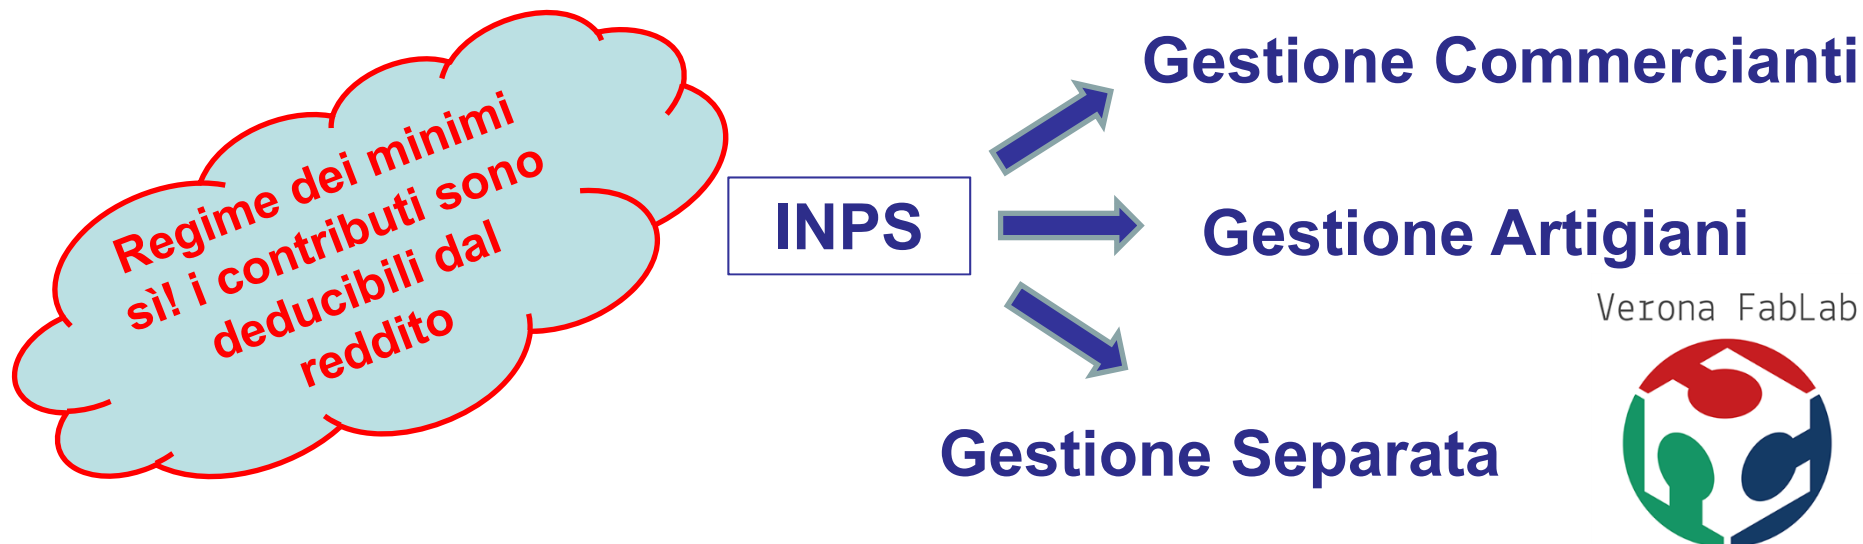 Regime dei minimi
sì! i contributi sono
deducibili dal
reddito
INPS
Gestione Commercianti
Gestione Artigiani
Gestione Separata
Verona FabLab